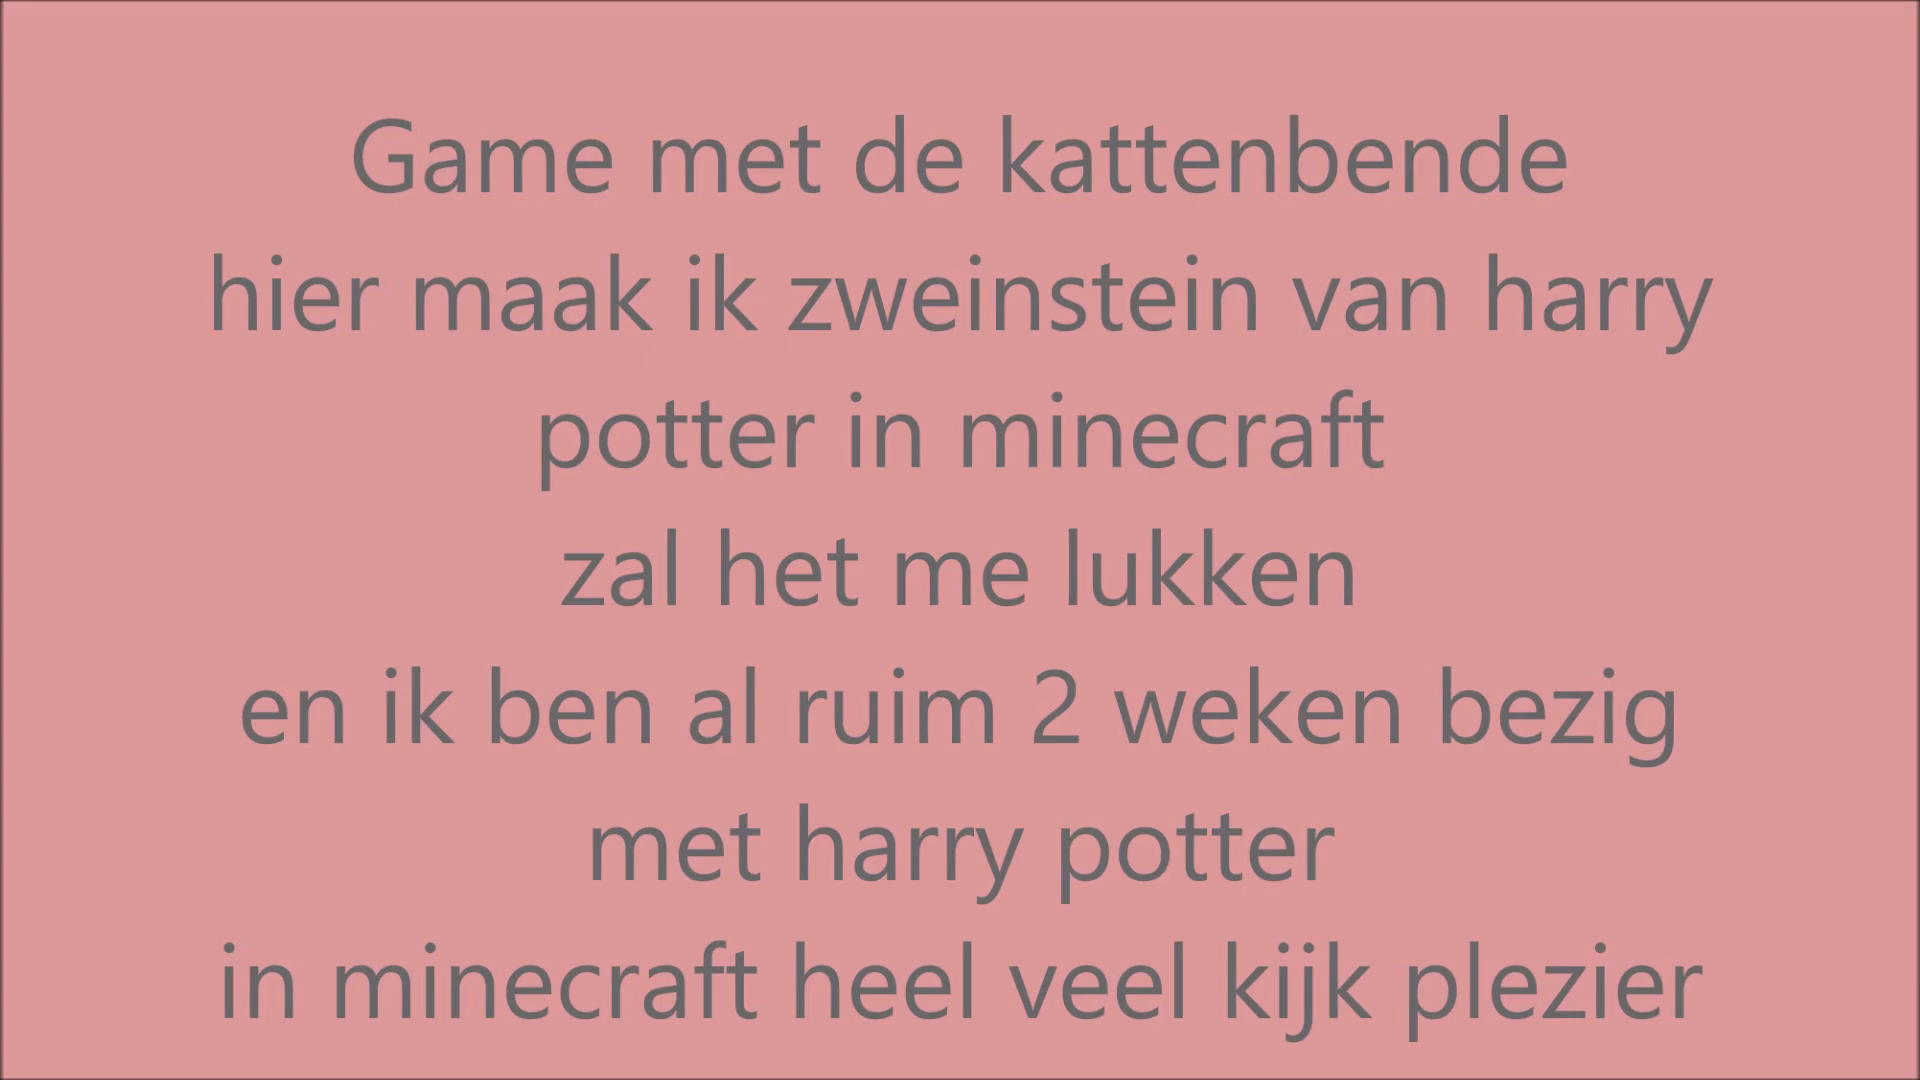 Game met de kattenbende
hier maak ik zweinstein van harry
potter in minecraft
zal het me lukken
en ik ben al ruim 2 weken bezig
met harry potter
in minecraft heel veel kijk plezier